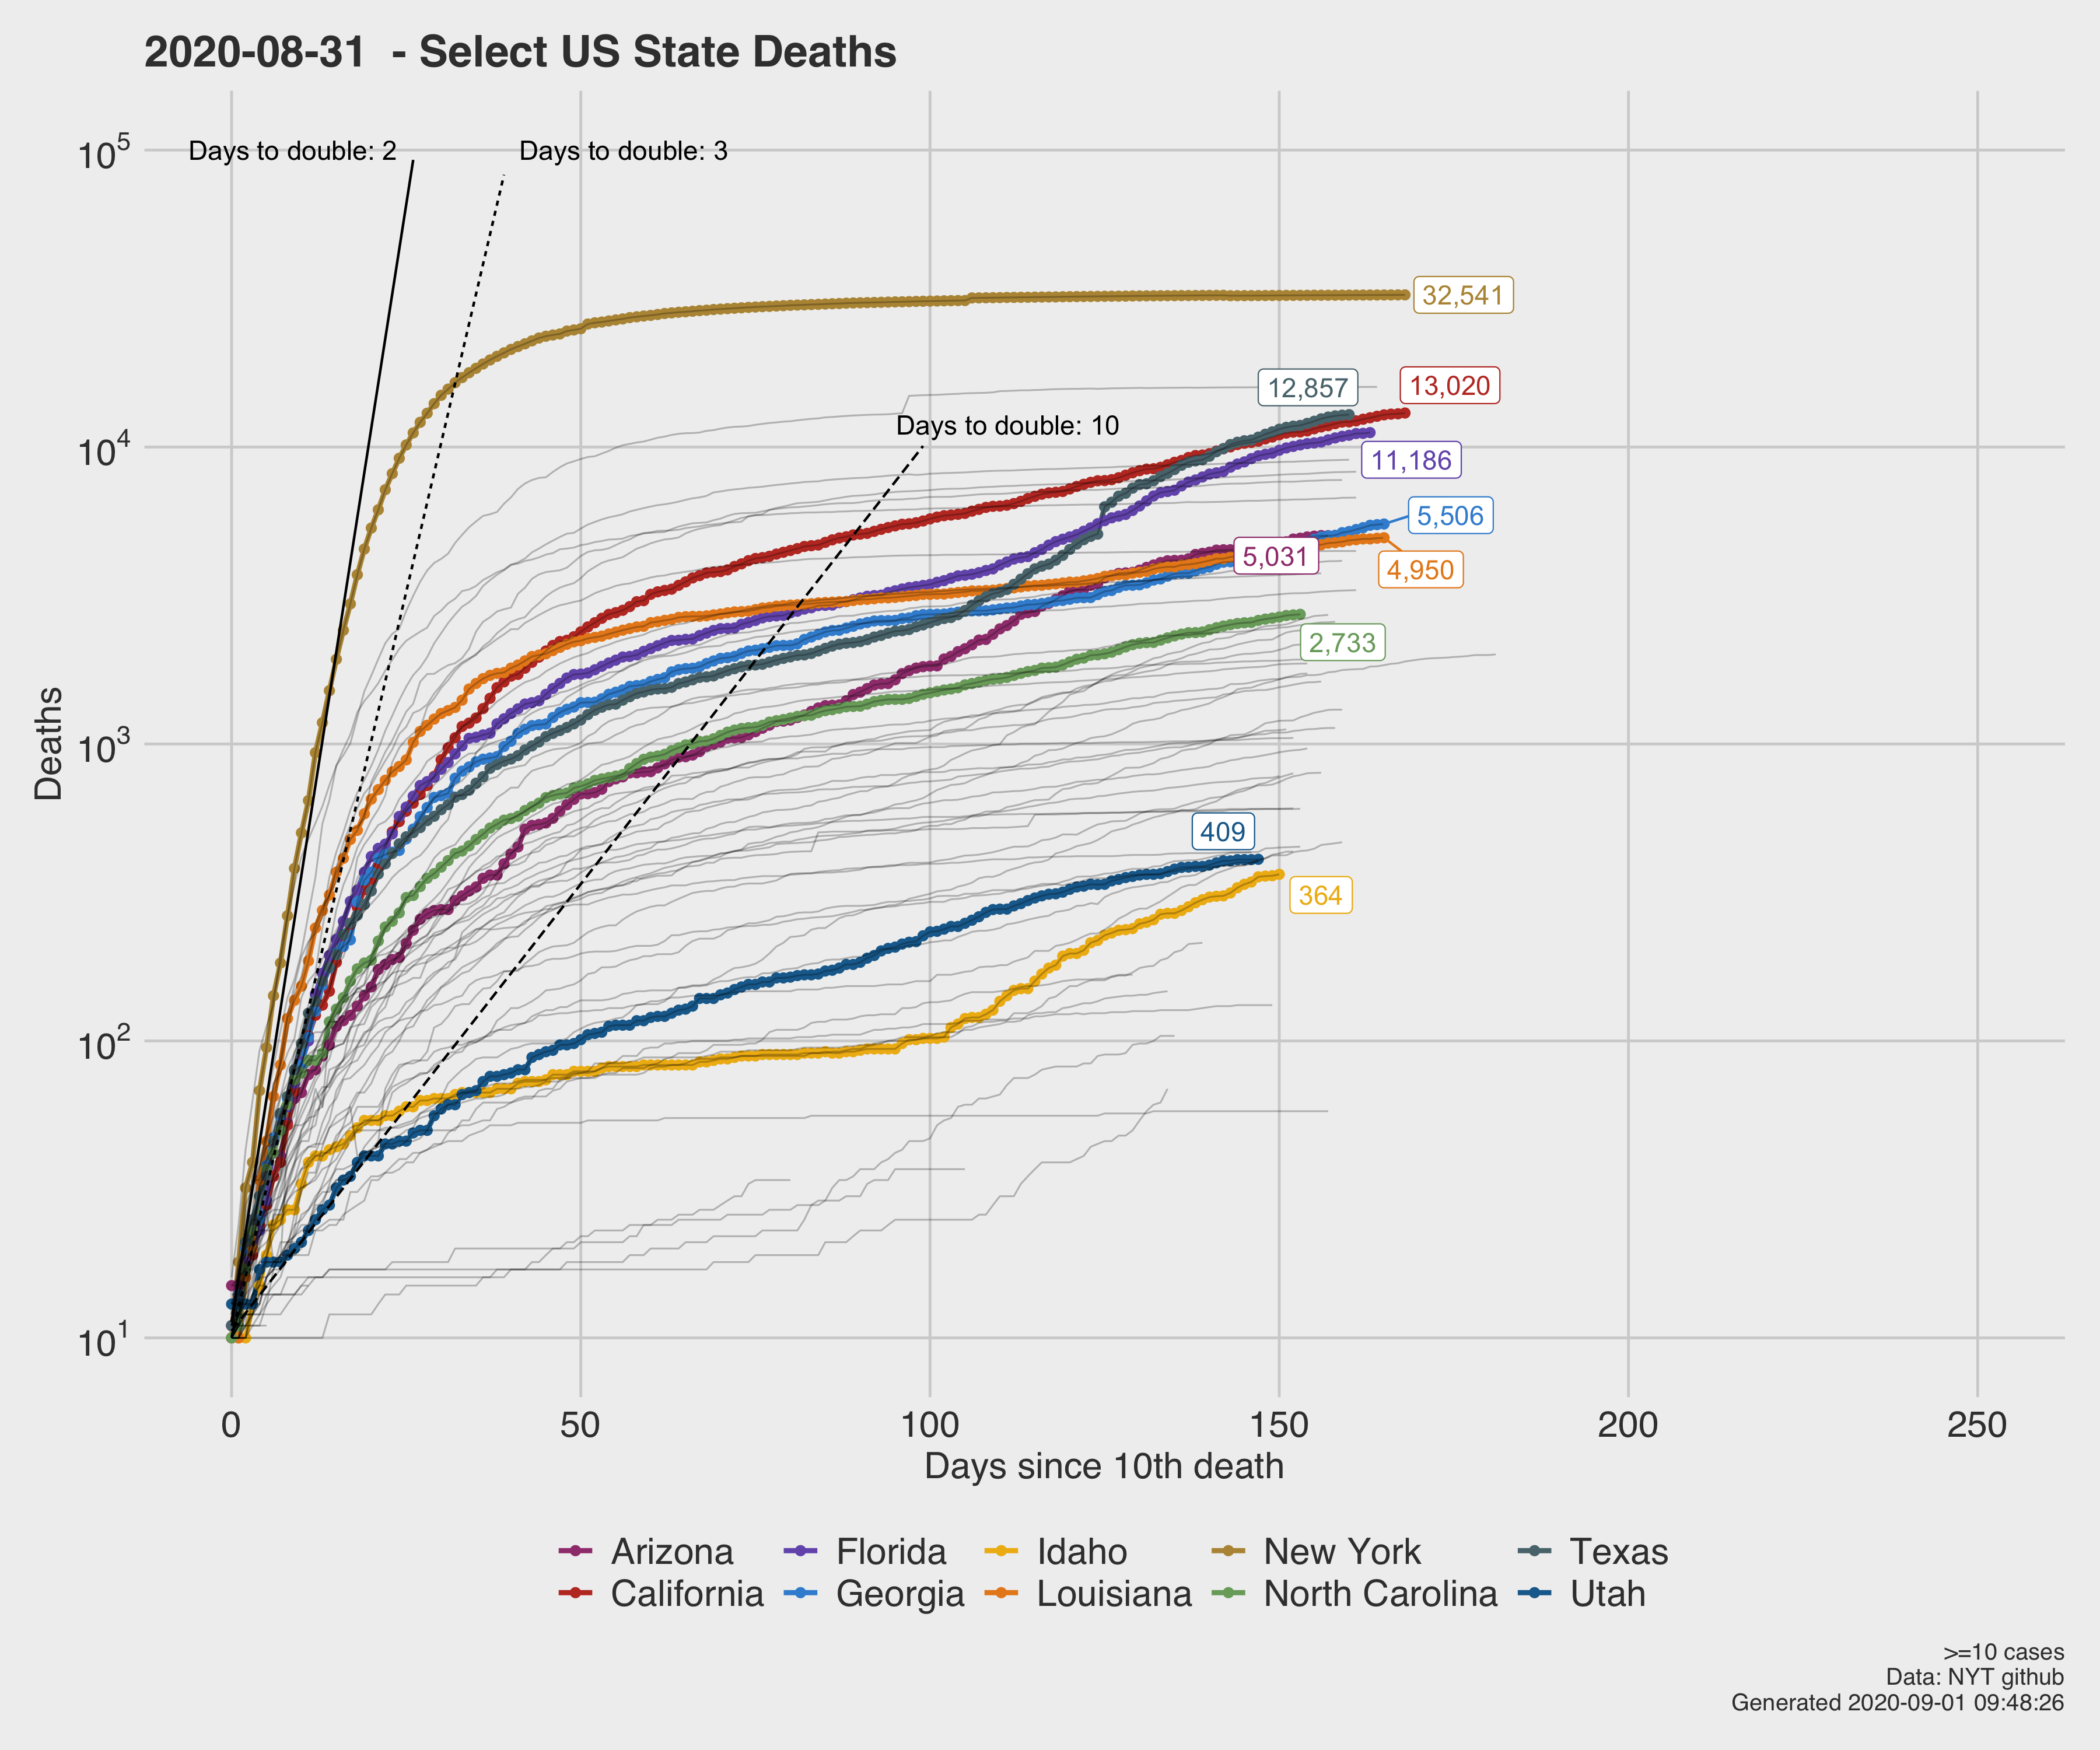 2020-08-31  - Select US State Deaths
Days to double: 2
Days to double: 3
Days to double: 10
10^5
10^4
10^3
10^2
10^1
Deaths
32,541
12,857
13,020
11,186
5,506
5,031
4,950
2,733
409
364
0 50 100 150 200 250
Days since 10th death
Arizona Florida Idaho New York Texas
California Georgia Louisiana North Carolina Utah
>=10 cases
Data: NYT github
Generated 2020-09-01 09:48:26